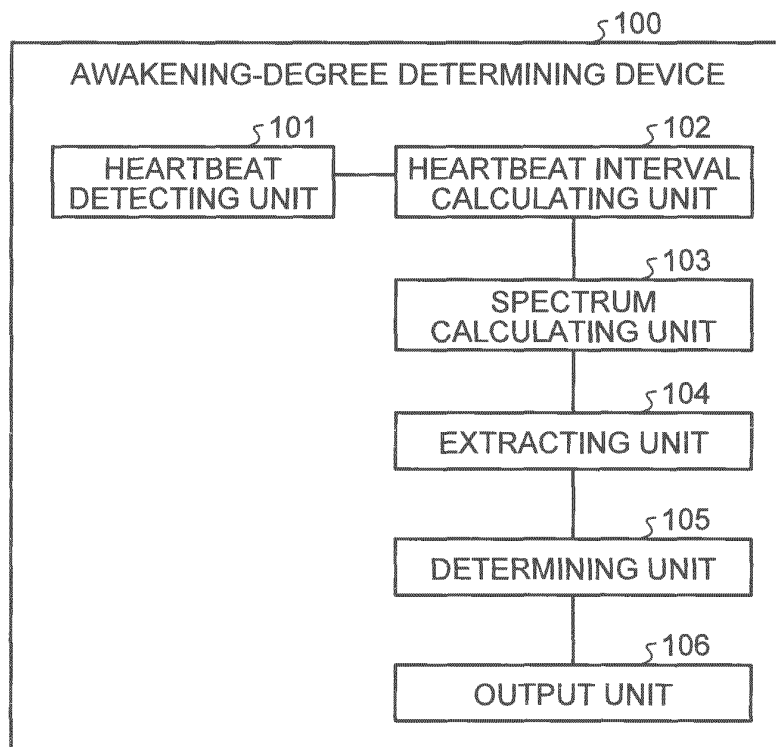 100
AWAKENING-DEGREE DETERMINING DEVICE
101
HEARTBEAT
DETECTING UNIT
102
HEARTBEAT INTERVAL
CALCULATING UNIT
103
SPECTRUM
CALCULATING UNIT
104
EXTRACTING UNIT
105
DETERMINING UNIT
106
OUTPUT UNIT